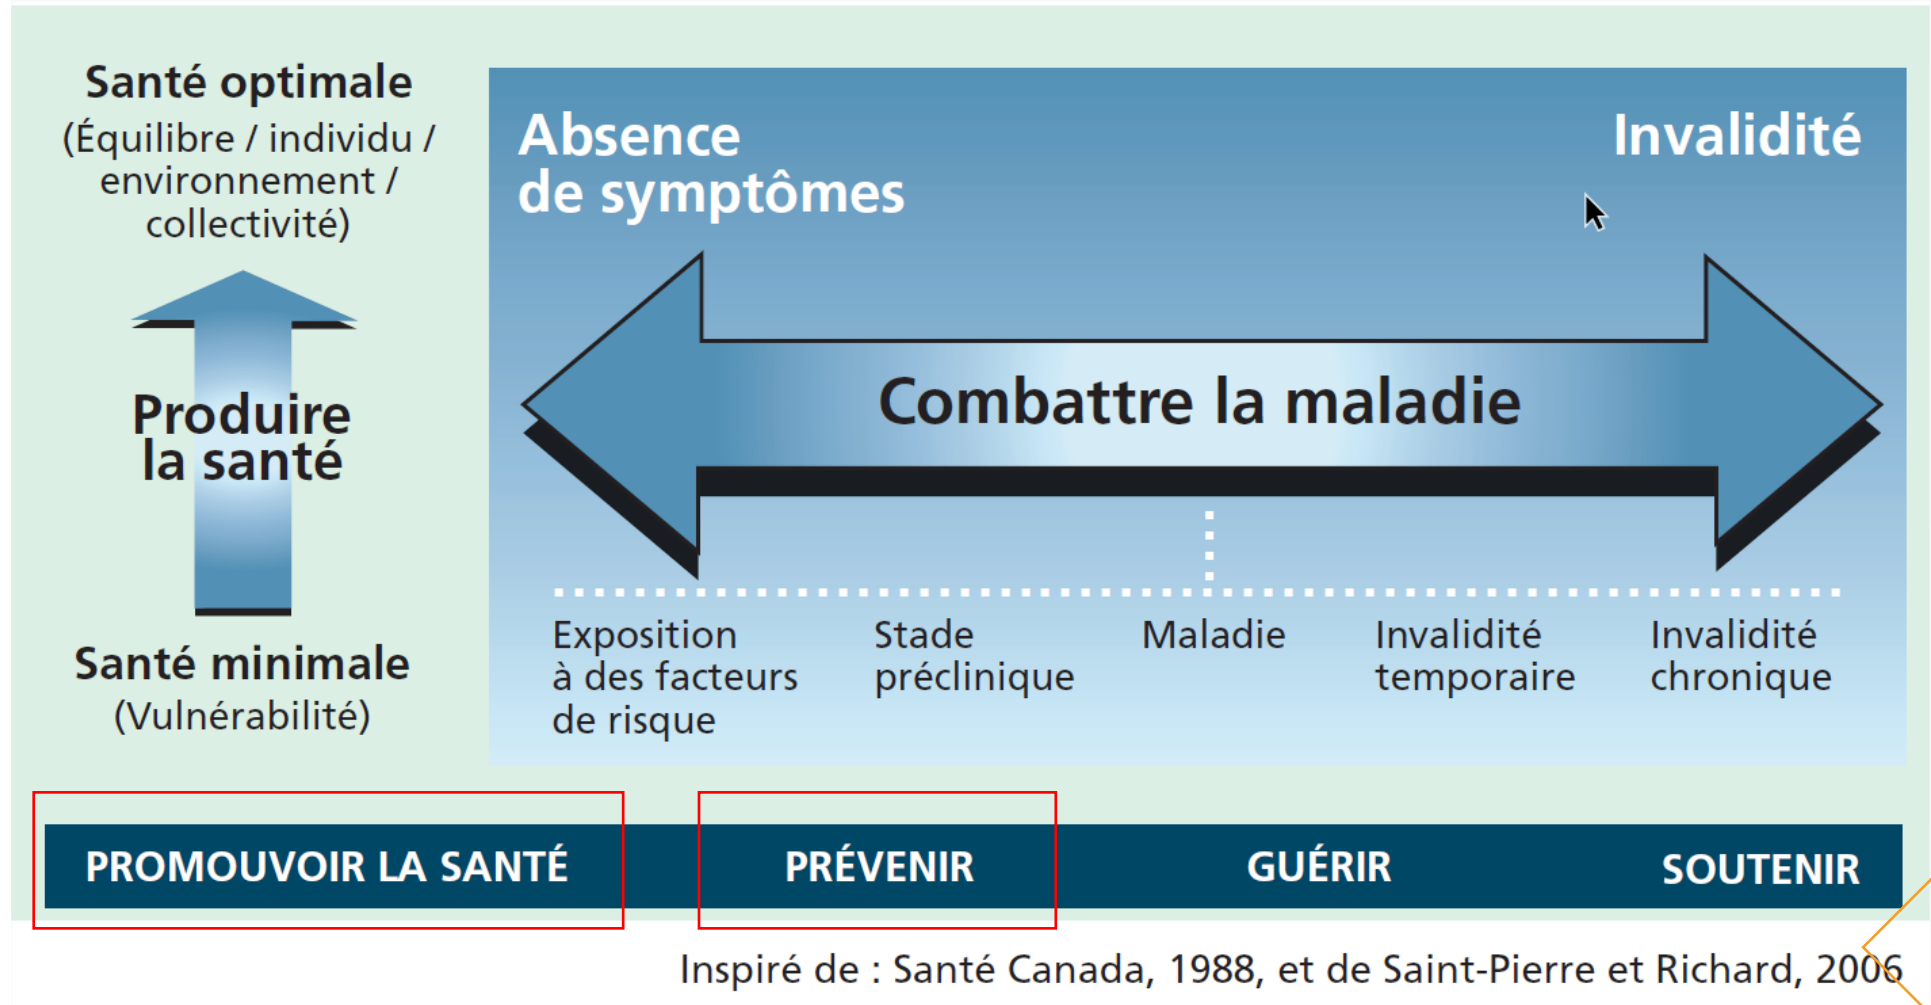 Santé optimale
(Équilibre / individu /
environnement /
collectivité)
Produire
la santé
Santé minimale
(Vulnérabilité)
Absence
de symptômes
Invalidité
Combattre la maladie
Exposition
à des facteurs
de risque
Stade
préclinique
Maladie
Invalidité
temporaire
Invalidité
chronique
PROMOUVOIR LA SANTÉ
PRÉVENIR
GUÉRIR
SOUTENIR
Inspiré de : Santé Canada, 1988, et de Saint-Pierre et Richard, 2006